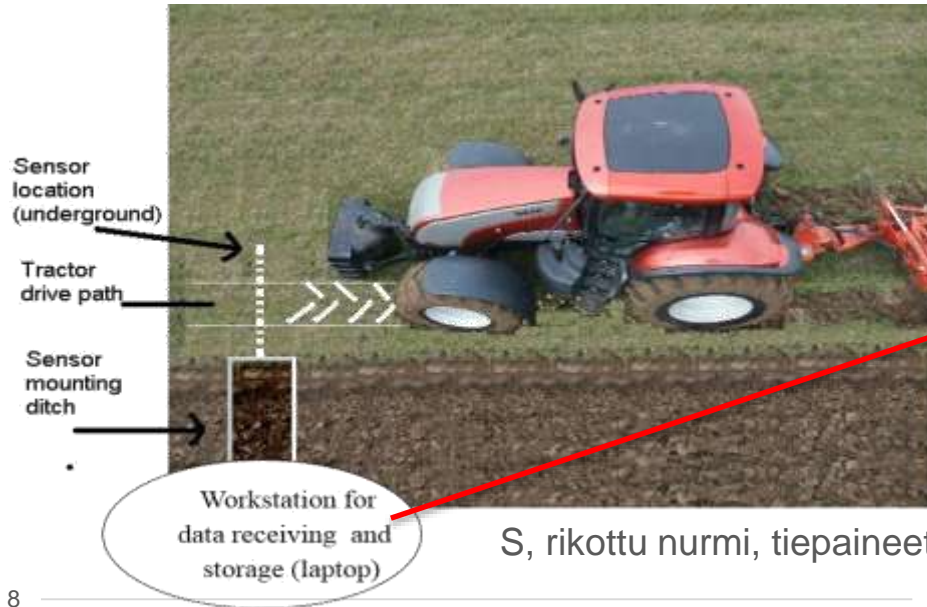 Sensor
location
(underground)
Tractor
drive path
Sensor
mounting
ditch
Workstation for
data receiving and
storage (laptop)
S, rikottu nurmi, tiepaineet
8